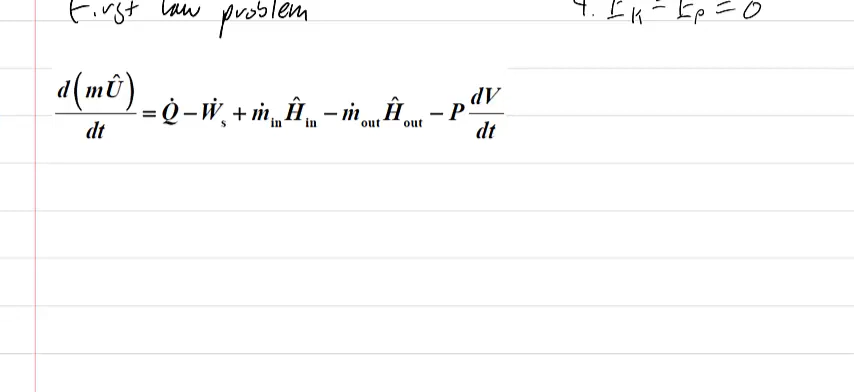 First law problem
4. E_K = E_P = 0
d(mÛ)/dt = Q̇ − Ẇ_s + ṁ_in Ĥ_in − ṁ_out Ĥ_out − P dV/dt